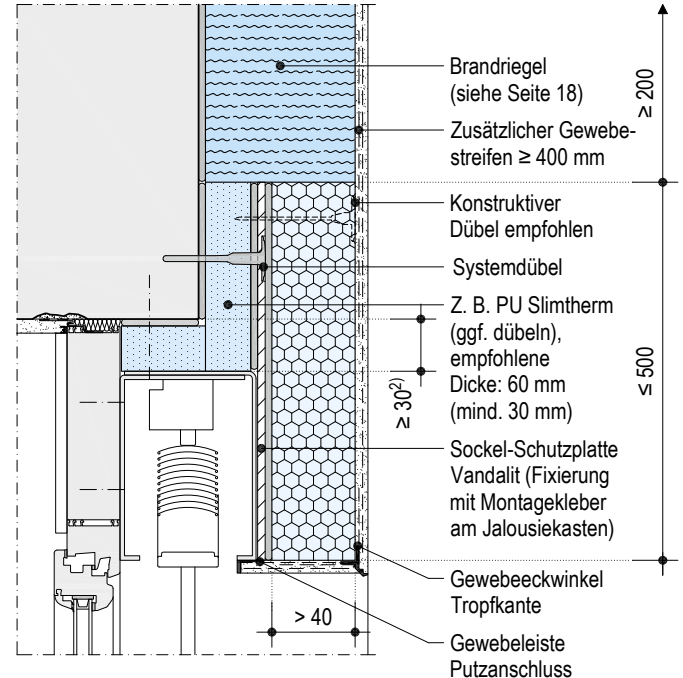 Brandriegel
(siehe Seite 18)
≥ 200
Zusätzlicher Gewebe-
streifen ≥ 400 mm
Konstruktiver
Dübel empfohlen
Systemdübel
Z. B. PU Slimtherm
(ggf. dübeln),
empfohlene
Dicke: 60 mm
(mind. 30 mm)
≥ 30²⁾
≤ 500
Sockel-Schutzplatte
Vandalit (Fixierung
mit Montagekleber
am Jalousiekasten)
Gewebeeckwinkel
Tropfkante
> 40
Gewebeleiste
Putzanschluss